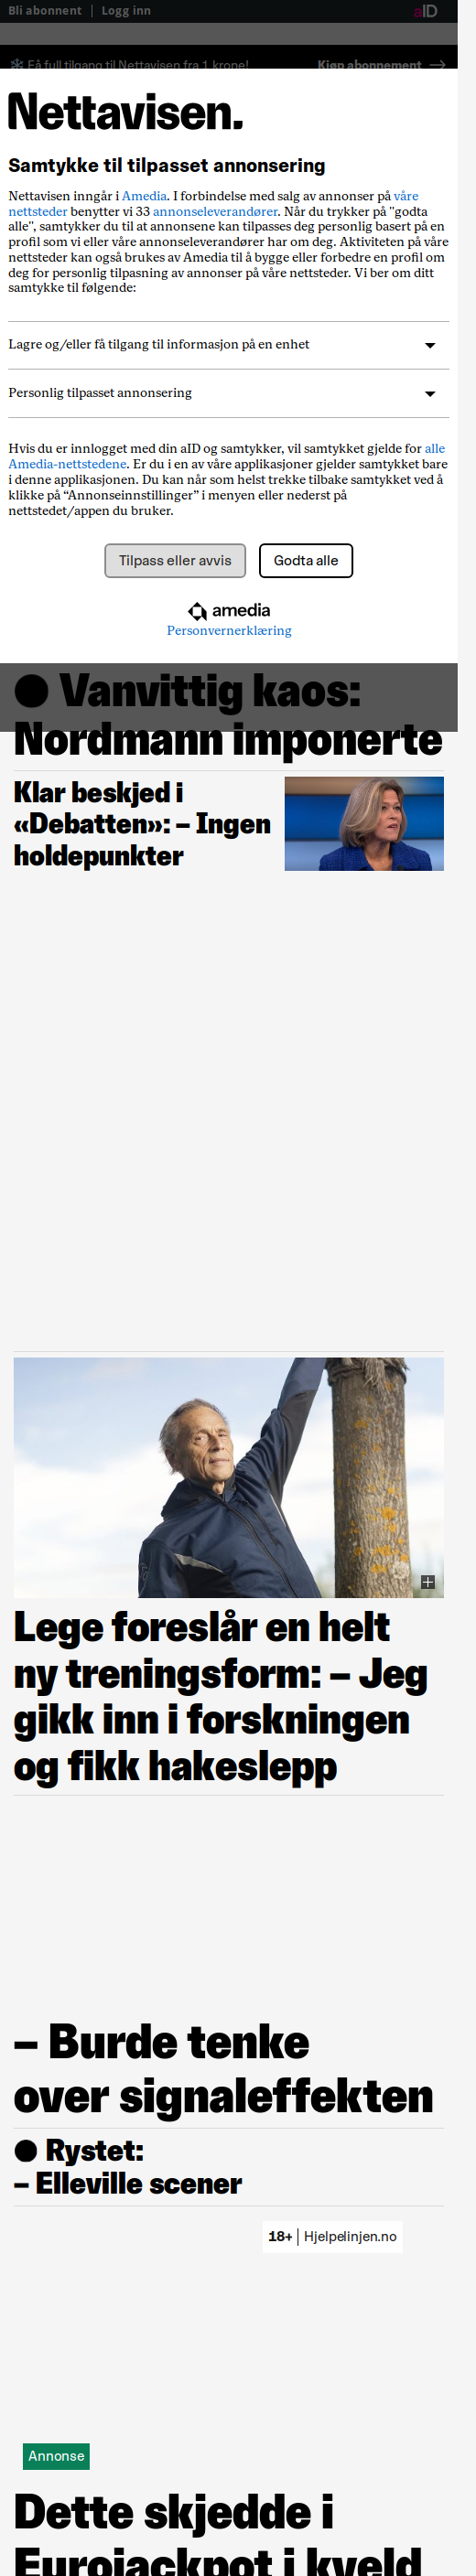 Bli abonnent | Logg inn
aID
Få full tilgang til Nettavisen fra 1 krone!
Kjøp abonnement
Nettavisen.
Samtykke til tilpasset annonsering
Nettavisen inngår i Amedia. I forbindelse med salg av annonser på våre
nettsteder benytter vi 33 annonseleverandører. Når du trykker på "godta
alle", samtykker du til at annonsene kan tilpasses deg personlig basert på en
profil som vi eller våre annonseleverandører har om deg. Aktiviteten på våre
nettsteder kan også brukes av Amedia til å bygge eller forbedre en profil om
deg for personlig tilpasning av annonser på våre nettsteder. Vi ber om ditt
samtykke til følgende:
Lagre og/eller få tilgang til informasjon på en enhet
Personlig tilpasset annonsering
Hvis du er innlogget med din aID og samtykker, vil samtykket gjelde for alle
Amedia-nettstedene. Er du i en av våre applikasjoner gjelder samtykket bare
i denne applikasjonen. Du kan når som helst trekke tilbake samtykket ved å
klikke på “Annonseinnstillinger” i menyen eller nederst på
nettstedet/appen du bruker.
Tilpass eller avvis
Godta alle
amedia
Personvernerklæring
Vanvittig kaos:
Nordmann imponerte
Klar beskjed i
«Debatten»: – Ingen
holdepunkter
Lege foreslår en helt
ny treningsform: – Jeg
gikk inn i forskningen
og fikk hakeslepp
– Burde tenke
over signaleffekten
Rystet:
– Elleville scener
18+ | Hjelpelinjen.no
Annonse
Dette skjedde i
Eurojackpot i kveld